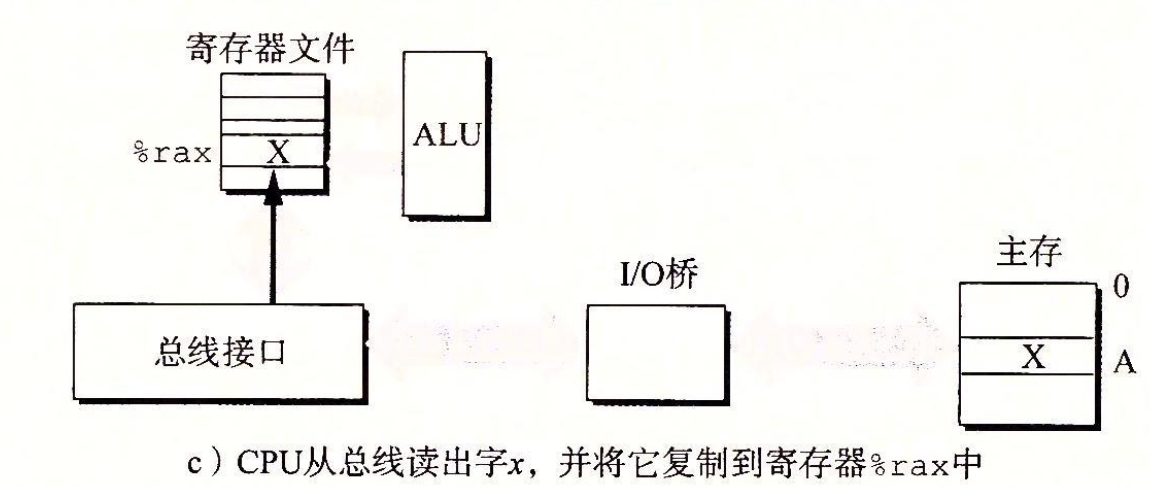 寄存器文件
ALU
%rax
X
I/O桥
主存
0
总线接口
X
A
c）CPU从总线读出字x，并将它复制到寄存器%rax中